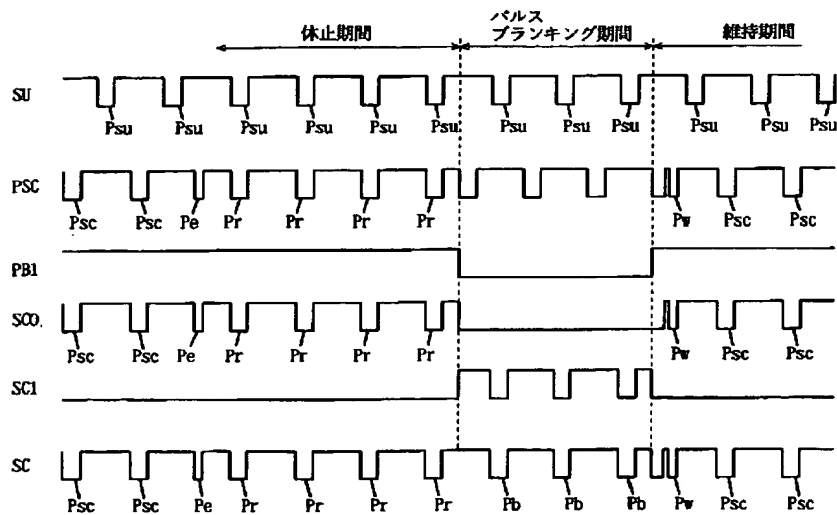 パルス
休止期間 ブランキング期間 維持期間
SU
Psu Psu Psu Psu Psu Psu Psu Psu Psu Psu Psu Psu
PSC
Psc Psc Pe Pr Pr Pr Pr Pw Psc Psc
PB1
SC0.
Psc Psc Pe Pr Pr Pr Pr Pw Psc Psc
SC1
SC
Psc Psc Pe Pr Pr Pr Pr Pb Pb Pb Pw Psc Psc